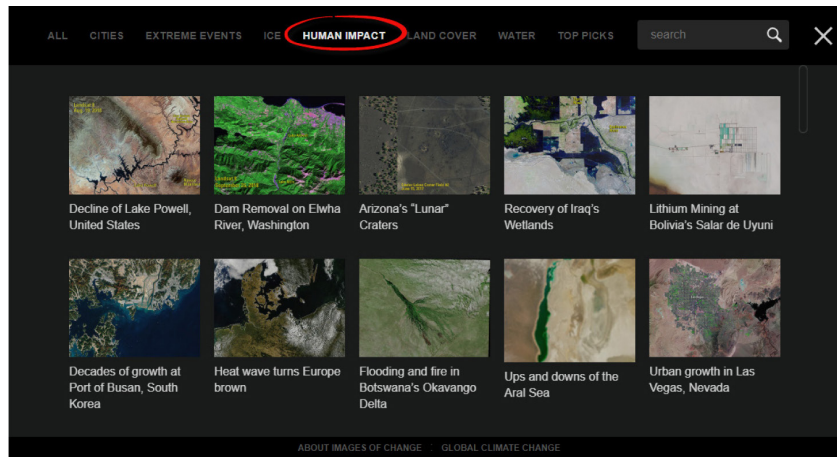 ALL CITIES EXTREME EVENTS ICE HUMAN IMPACT LAND COVER WATER TOP PICKS search
Decline of Lake Powell,
United States
Dam Removal on Elwha
River, Washington
Arizona's "Lunar"
Craters
Recovery of Iraq's
Wetlands
Lithium Mining at
Bolivia's Salar de Uyuni
Decades of growth at
Port of Busan, South
Korea
Heat wave turns Europe
brown
Flooding and fire in
Botswana's Okavango
Delta
Ups and downs of the
Aral Sea
Urban growth in Las
Vegas, Nevada
ABOUT IMAGES OF CHANGE : GLOBAL CLIMATE CHANGE